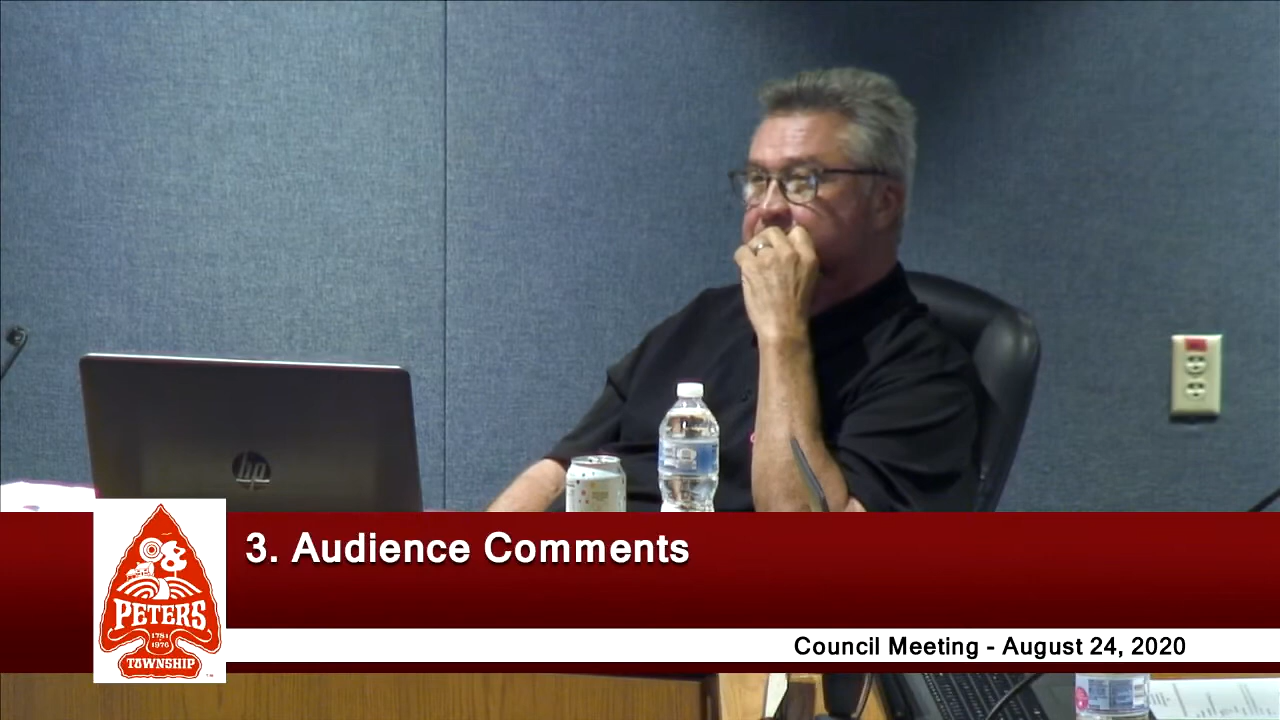 hp
3. Audience Comments
PETERS
1781
1976
TOWNSHIP
Council Meeting - August 24, 2020